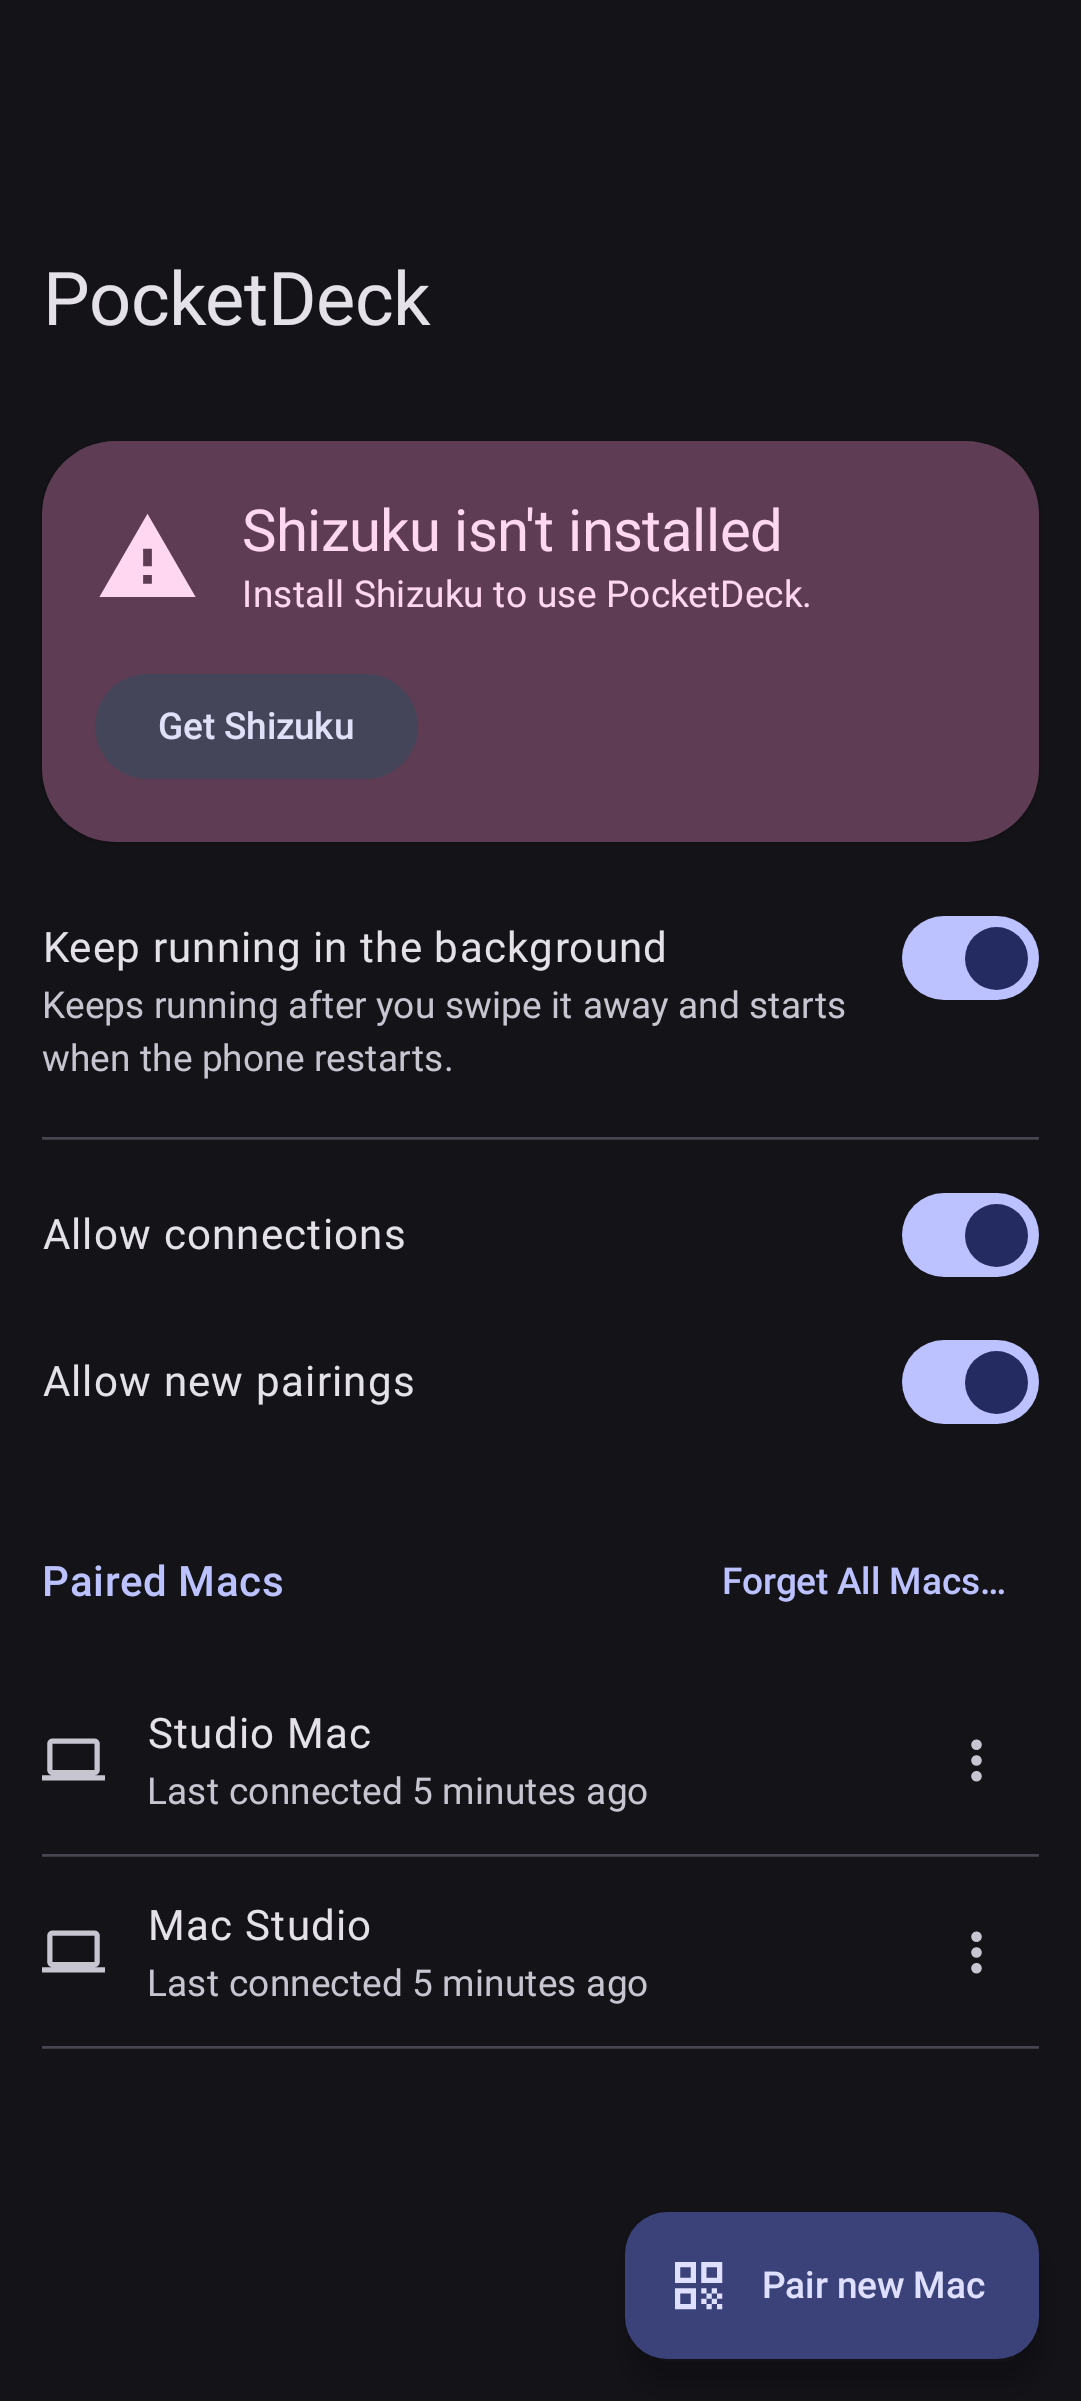 PocketDeck
Shizuku isn't installed
Install Shizuku to use PocketDeck.
Get Shizuku
Keep running in the background
Keeps running after you swipe it away and starts
when the phone restarts.
Allow connections
Allow new pairings
Paired Macs
Forget All Macs…
Studio Mac
Last connected 5 minutes ago
Mac Studio
Last connected 5 minutes ago
Pair new Mac